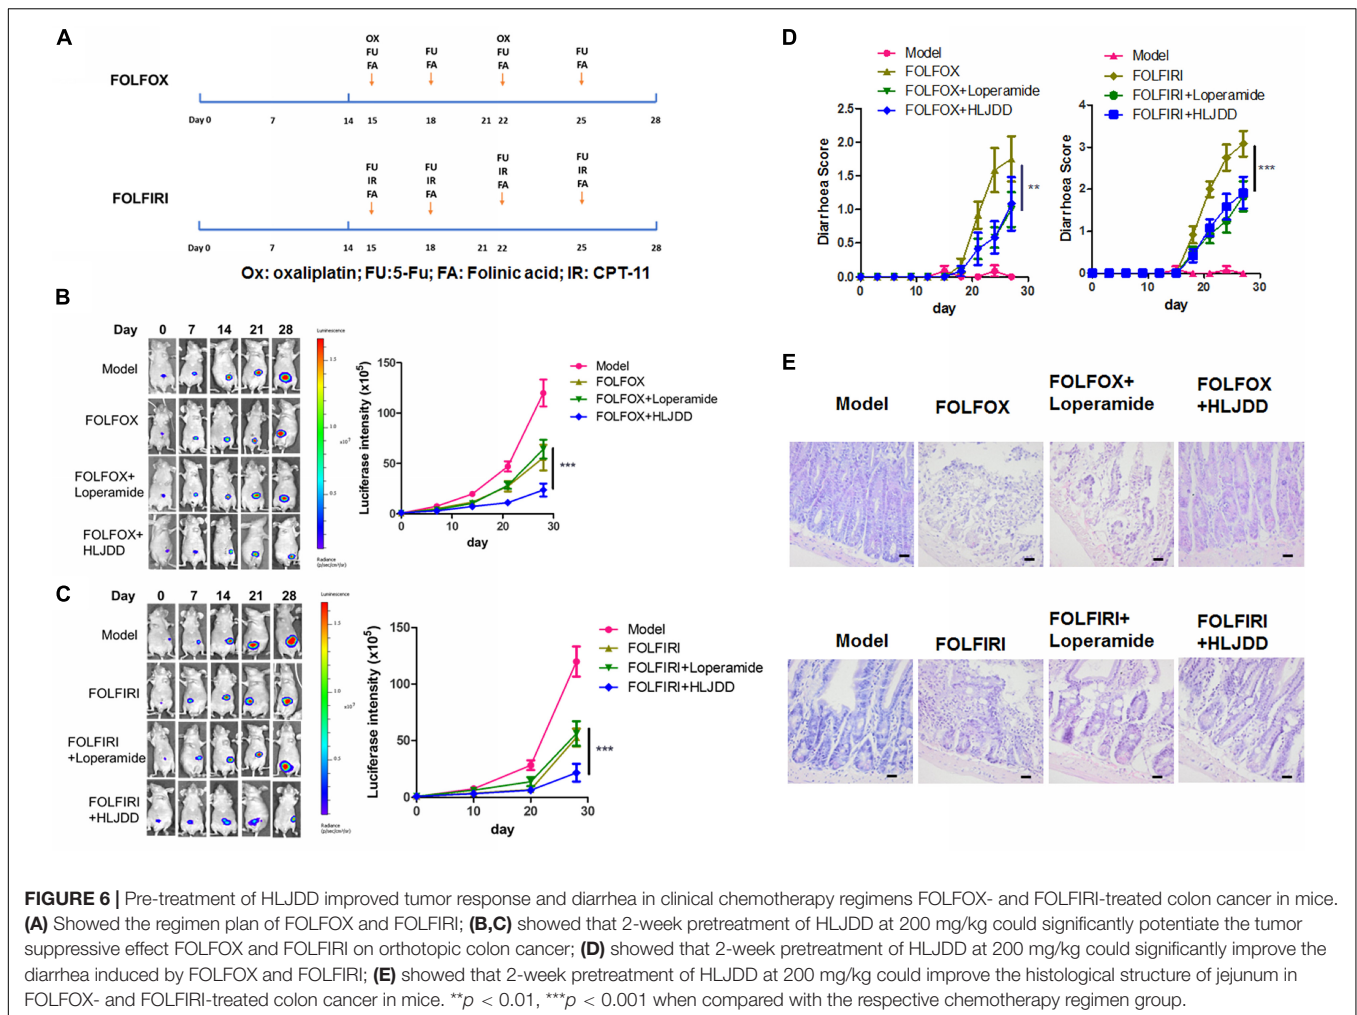 A
FOLFOX
OX OX
FU FU FU FU
FA FA FA FA
Day 0 7 14 15 18 21 22 25 28
FOLFIRI
FU FU FU FU
IR IR IR IR
FA FA FA FA
Day 0 7 14 15 18 21 22 25 28
Ox: oxaliplatin; FU:5-Fu; FA: Folinic acid; IR: CPT-11
B
Day 0 7 14 21 28
Model
FOLFOX
FOLFOX+
Loperamide
FOLFOX+
HLJDD
Luminescence
Radiance
(p/sec/cm²/sr)
Luciferase intensity (x10⁵)
150
100
50
0
0 10 20 30
day
Model
FOLFOX
FOLFOX+Loperamide
FOLFOX+HLJDD
***
C
Day 0 7 14 21 28
Model
FOLFIRI
FOLFIRI
+Loperamide
FOLFIRI
+HLJDD
Luminescence
Radiance
(p/sec/cm²/sr)
Luciferase intensity (x10⁵)
150
100
50
0
0 10 20 30
day
Model
FOLFIRI
FOLFIRI+Loperamide
FOLFIRI+HLJDD
***
D
Model
FOLFOX
FOLFOX+Loperamide
FOLFOX+HLJDD
Diarrhoea Score
2.5
2.0
1.5
1.0
0.5
0.0
0 10 20 30
day
**
Model
FOLFIRI
FOLFIRI+Loperamide
FOLFIRI+HLJDD
Diarrhoea Score
4
3
2
1
0
0 10 20 30
day
***
E
Model
FOLFOX
FOLFOX+
Loperamide
FOLFOX
+HLJDD
Model
FOLFIRI
FOLFIRI+
Loperamide
FOLFIRI
+HLJDD
FIGURE 6 | Pre-treatment of HLJDD improved tumor response and diarrhea in clinical chemotherapy regimens FOLFOX- and FOLFIRI-treated colon cancer in mice.
(A) Showed the regimen plan of FOLFOX and FOLFIRI; (B,C) showed that 2-week pretreatment of HLJDD at 200 mg/kg could significantly potentiate the tumor
suppressive effect FOLFOX and FOLFIRI on orthotopic colon cancer; (D) showed that 2-week pretreatment of HLJDD at 200 mg/kg could significantly improve the
diarrhea induced by FOLFOX and FOLFIRI; (E) showed that 2-week pretreatment of HLJDD at 200 mg/kg could improve the histological structure of jejunum in
FOLFOX- and FOLFIRI-treated colon cancer in mice. **p < 0.01, ***p < 0.001 when compared with the respective chemotherapy regimen group.